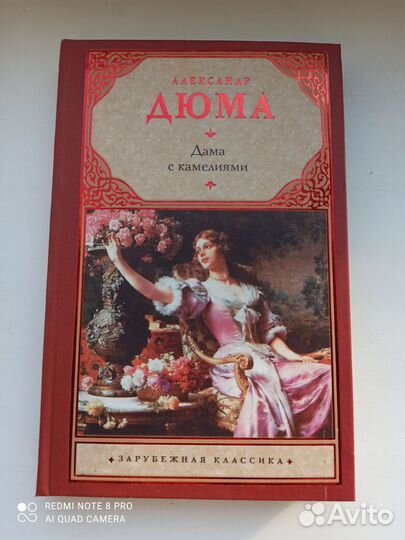 АЛЕКСАНДР
ДЮМА
Дама
с камелиями
ЗАРУБЕЖНАЯ КЛАССИКА
REDMI NOTE 8 PRO
AI QUAD CAMERA
Avito